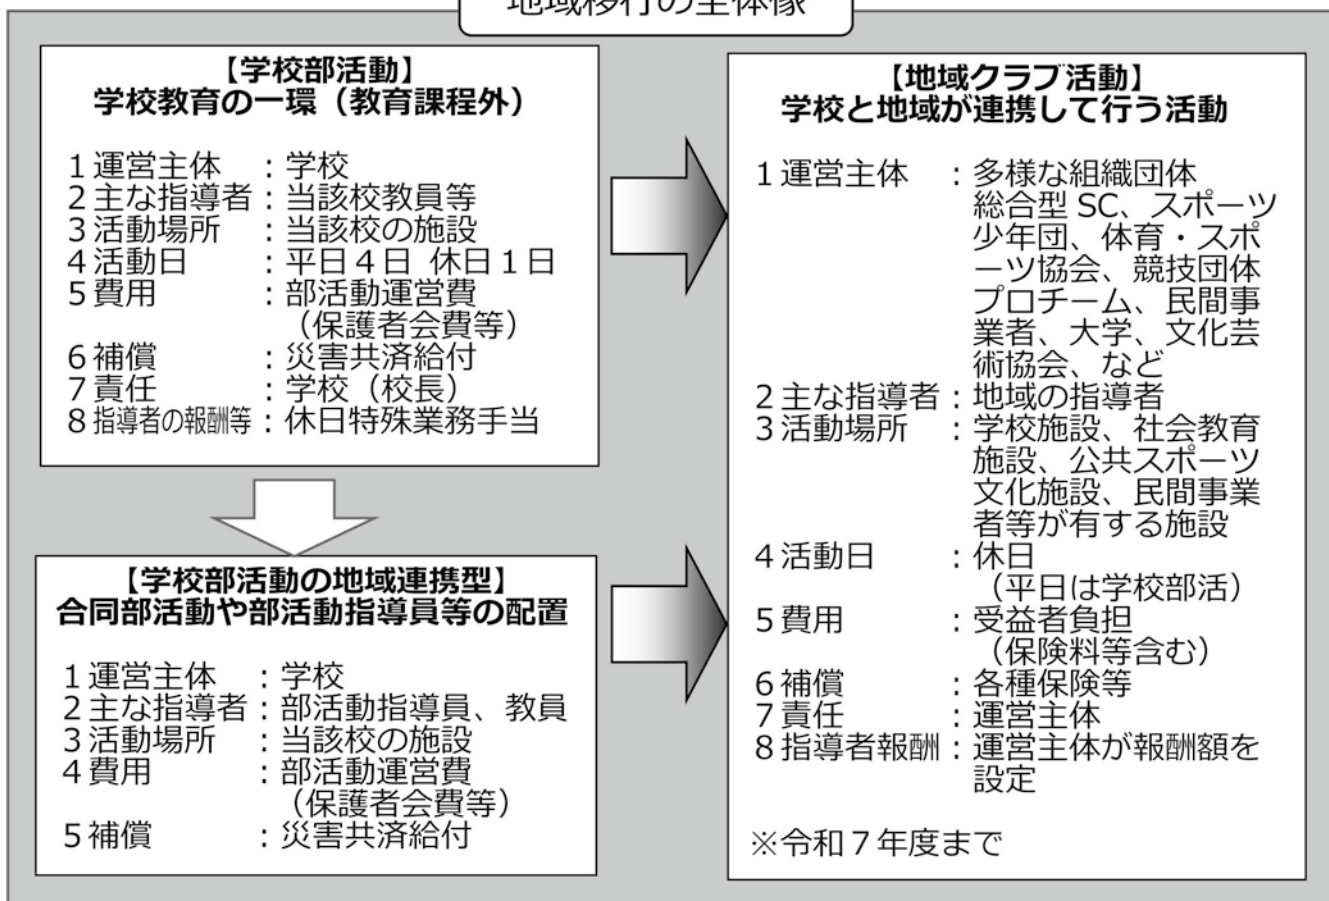 地域移行の全体像
【学校部活動】
学校教育の一環（教育課程外）
1 運営主体　：学校
2 主な指導者：当該校教員等
3 活動場所　：当該校の施設
4 活動日　　：平日４日 休日１日
5 費用　　　：部活動運営費
（保護者会費等）
6 補償　　　：災害共済給付
7 責任　　　：学校（校長）
8 指導者の報酬等：休日特殊業務手当
【学校部活動の地域連携型】
合同部活動や部活動指導員等の配置
1 運営主体　：学校
2 主な指導者：部活動指導員、教員
3 活動場所　：当該校の施設
4 費用　　　：部活動運営費
（保護者会費等）
5 補償　　　：災害共済給付
【地域クラブ活動】
学校と地域が連携して行う活動
1 運営主体　：多様な組織団体
総合型 SC、スポーツ
少年団、体育・スポ
ーツ協会、競技団体
プロチーム、民間事
業者、大学、文化芸
術協会、など
2 主な指導者：地域の指導者
3 活動場所　：学校施設、社会教育
施設、公共スポーツ
文化施設、民間事業
者等が有する施設
4 活動日　　：休日
（平日は学校部活）
5 費用　　　：受益者負担
（保険料等含む）
6 補償　　　：各種保険等
7 責任　　　：運営主体
8 指導者報酬：運営主体が報酬額を
設定
※令和７年度まで